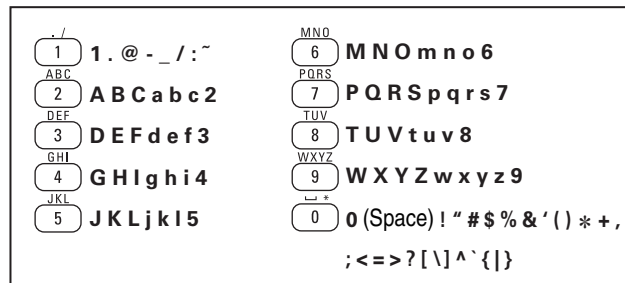 ./
1 1 . @ - _ / : ˜
ABC
2 A B C a b c 2
DEF
3 D E F d e f 3
GHI
4 G H I g h i 4
JKL
5 J K L j k l 5
MNO
6 M N O m n o 6
PQRS
7 P Q R S p q r s 7
TUV
8 T U V t u v 8
WXYZ
9 W X Y Z w x y z 9
⎵ *
0 0 (Space) ! “ # $ % & ‘ ( ) * + ,
; < = > ? [ \ ] ^ ` { | }